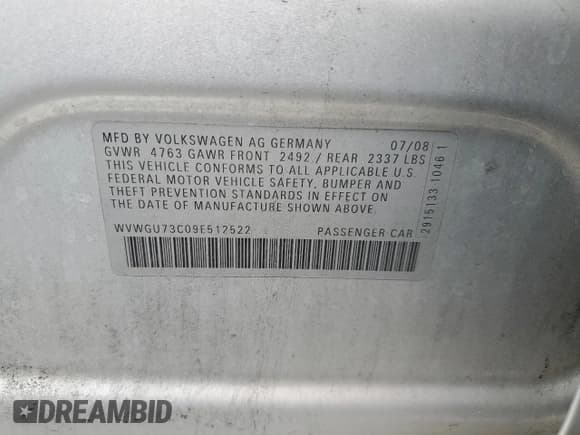 MFD BY VOLKSWAGEN AG GERMANY 07/08
GVWR 4763 GAWR FRONT 2492 / REAR 2337 LBS
THIS VEHICLE CONFORMS TO ALL APPLICABLE U.S.
FEDERAL MOTOR VEHICLE SAFETY, BUMPER AND
THEFT PREVENTION STANDARDS IN EFFECT ON
THE DATE OF MANUFACTURE SHOWN ABOVE.
WVWGU73C09E512522 PASSENGER CAR
2915133 1046 1
DREAMBID